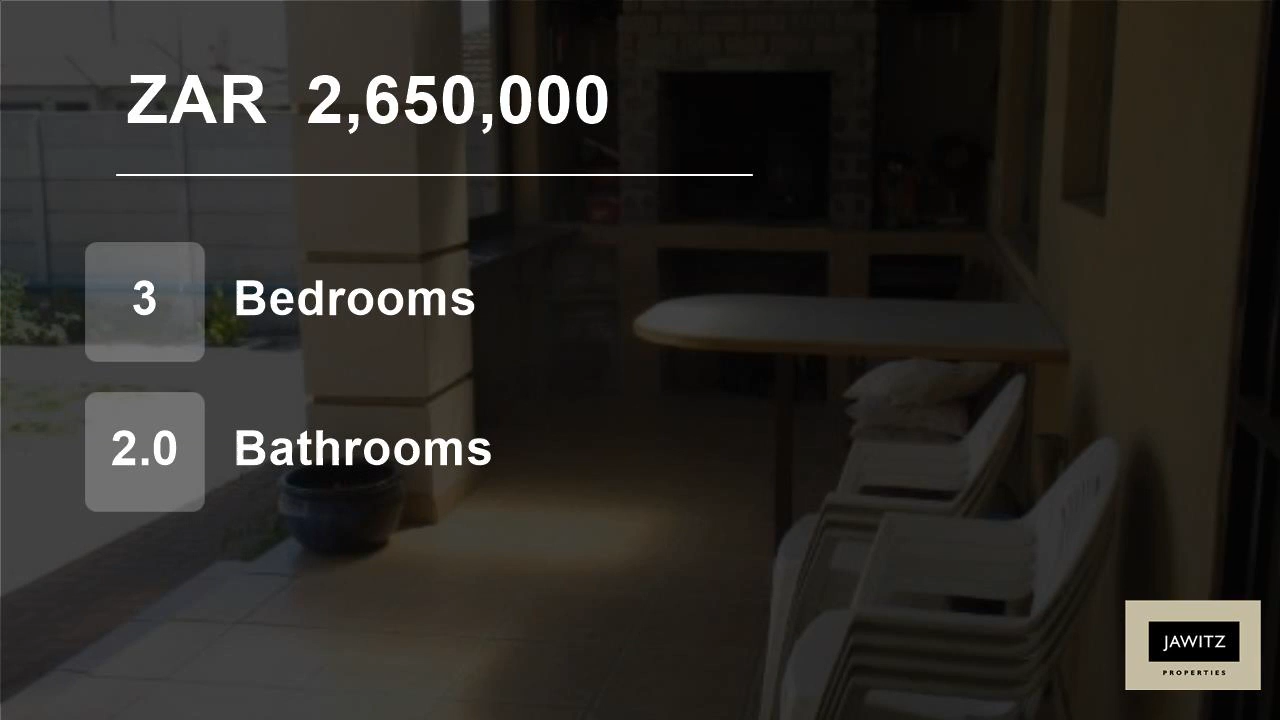 ZAR 2,650,000
3 Bedrooms
2.0 Bathrooms
JAWITZ
PROPERTIES